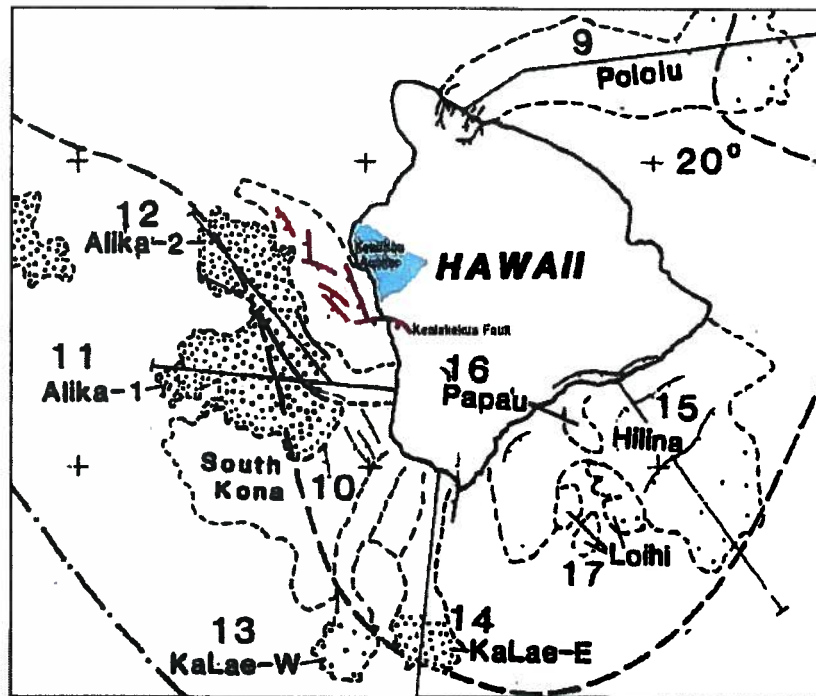 9
Pololu
20°
12
Alika-2
HAWAII
Kealakekua Fault
11
Alika-1
16
Papa'u
15
Hilina
South
Kona
10
Loihi
17
13
KaLae-W
14
KaLae-E